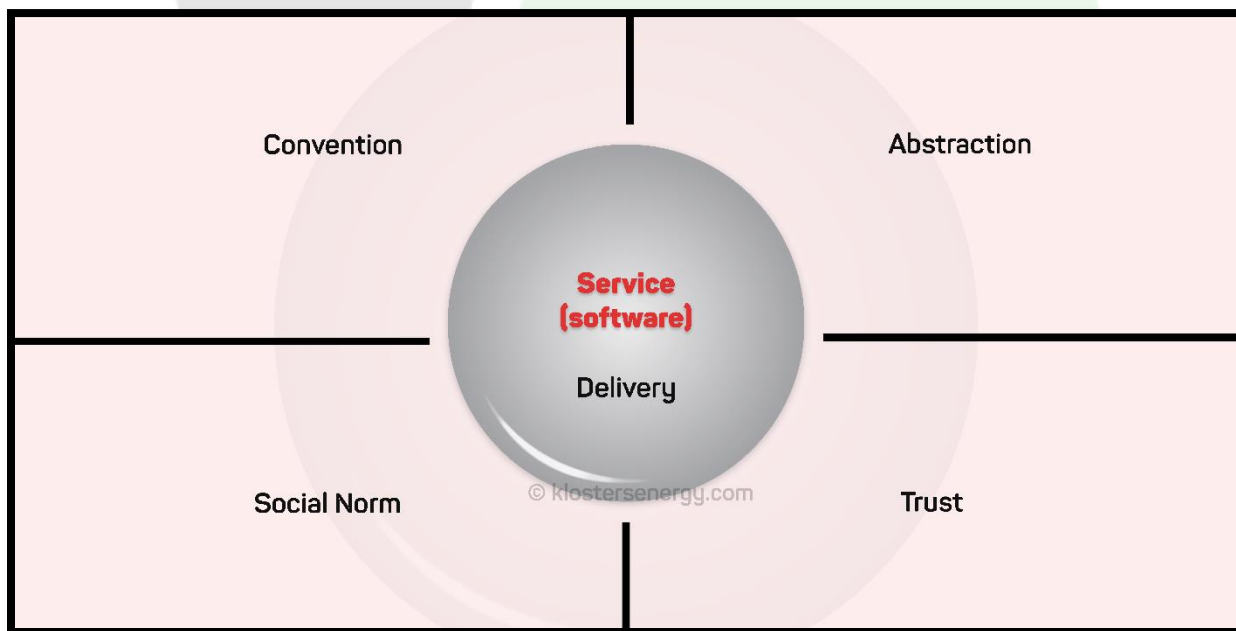 Convention
Abstraction
Service
(software)
Delivery
© klostersenergy.com
Social Norm
Trust